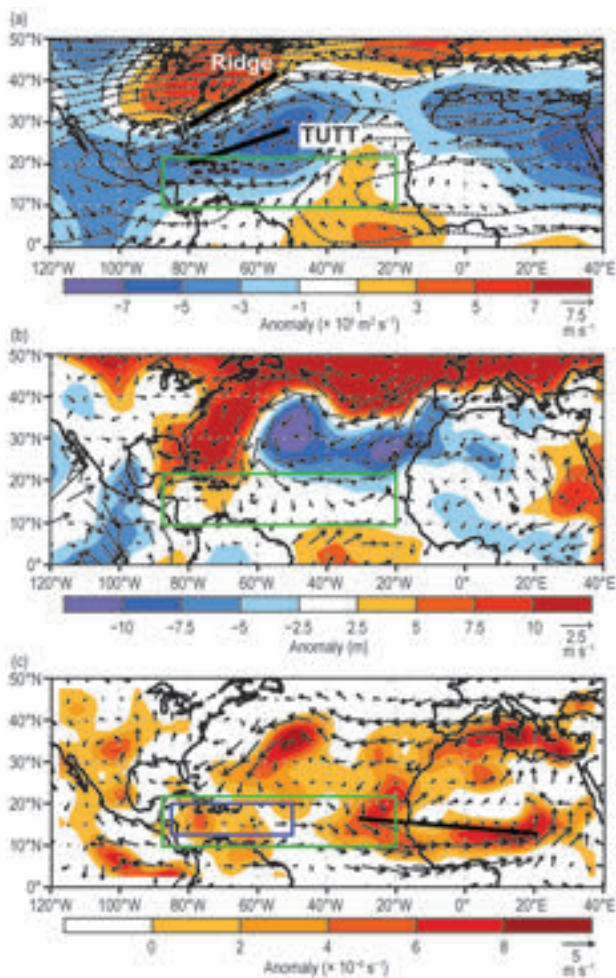 (a)
50°N
40°N
30°N
20°N
10°N
0°
Ridge
TUTT
120°W 100°W 80°W 60°W 40°W 20°W 0° 20°E 40°E
−7 −5 −3 −1 1 3 5 7 7.5
Anomaly (× 10⁶ m² s⁻¹) m s⁻¹
(b)
50°N
40°N
30°N
20°N
10°N
0°
120°W 100°W 80°W 60°W 40°W 20°W 0° 20°E 40°E
−10 −7.5 −5 −2.5 2.5 5 7.5 10 2.5
Anomaly (m) m s⁻¹
(c)
50°N
40°N
30°N
20°N
10°N
0°
120°W 100°W 80°W 60°W 40°W 20°W 0° 20°E 40°E
0 2 4 6 8 5
Anomaly (× 10⁻⁶ s⁻¹) m s⁻¹